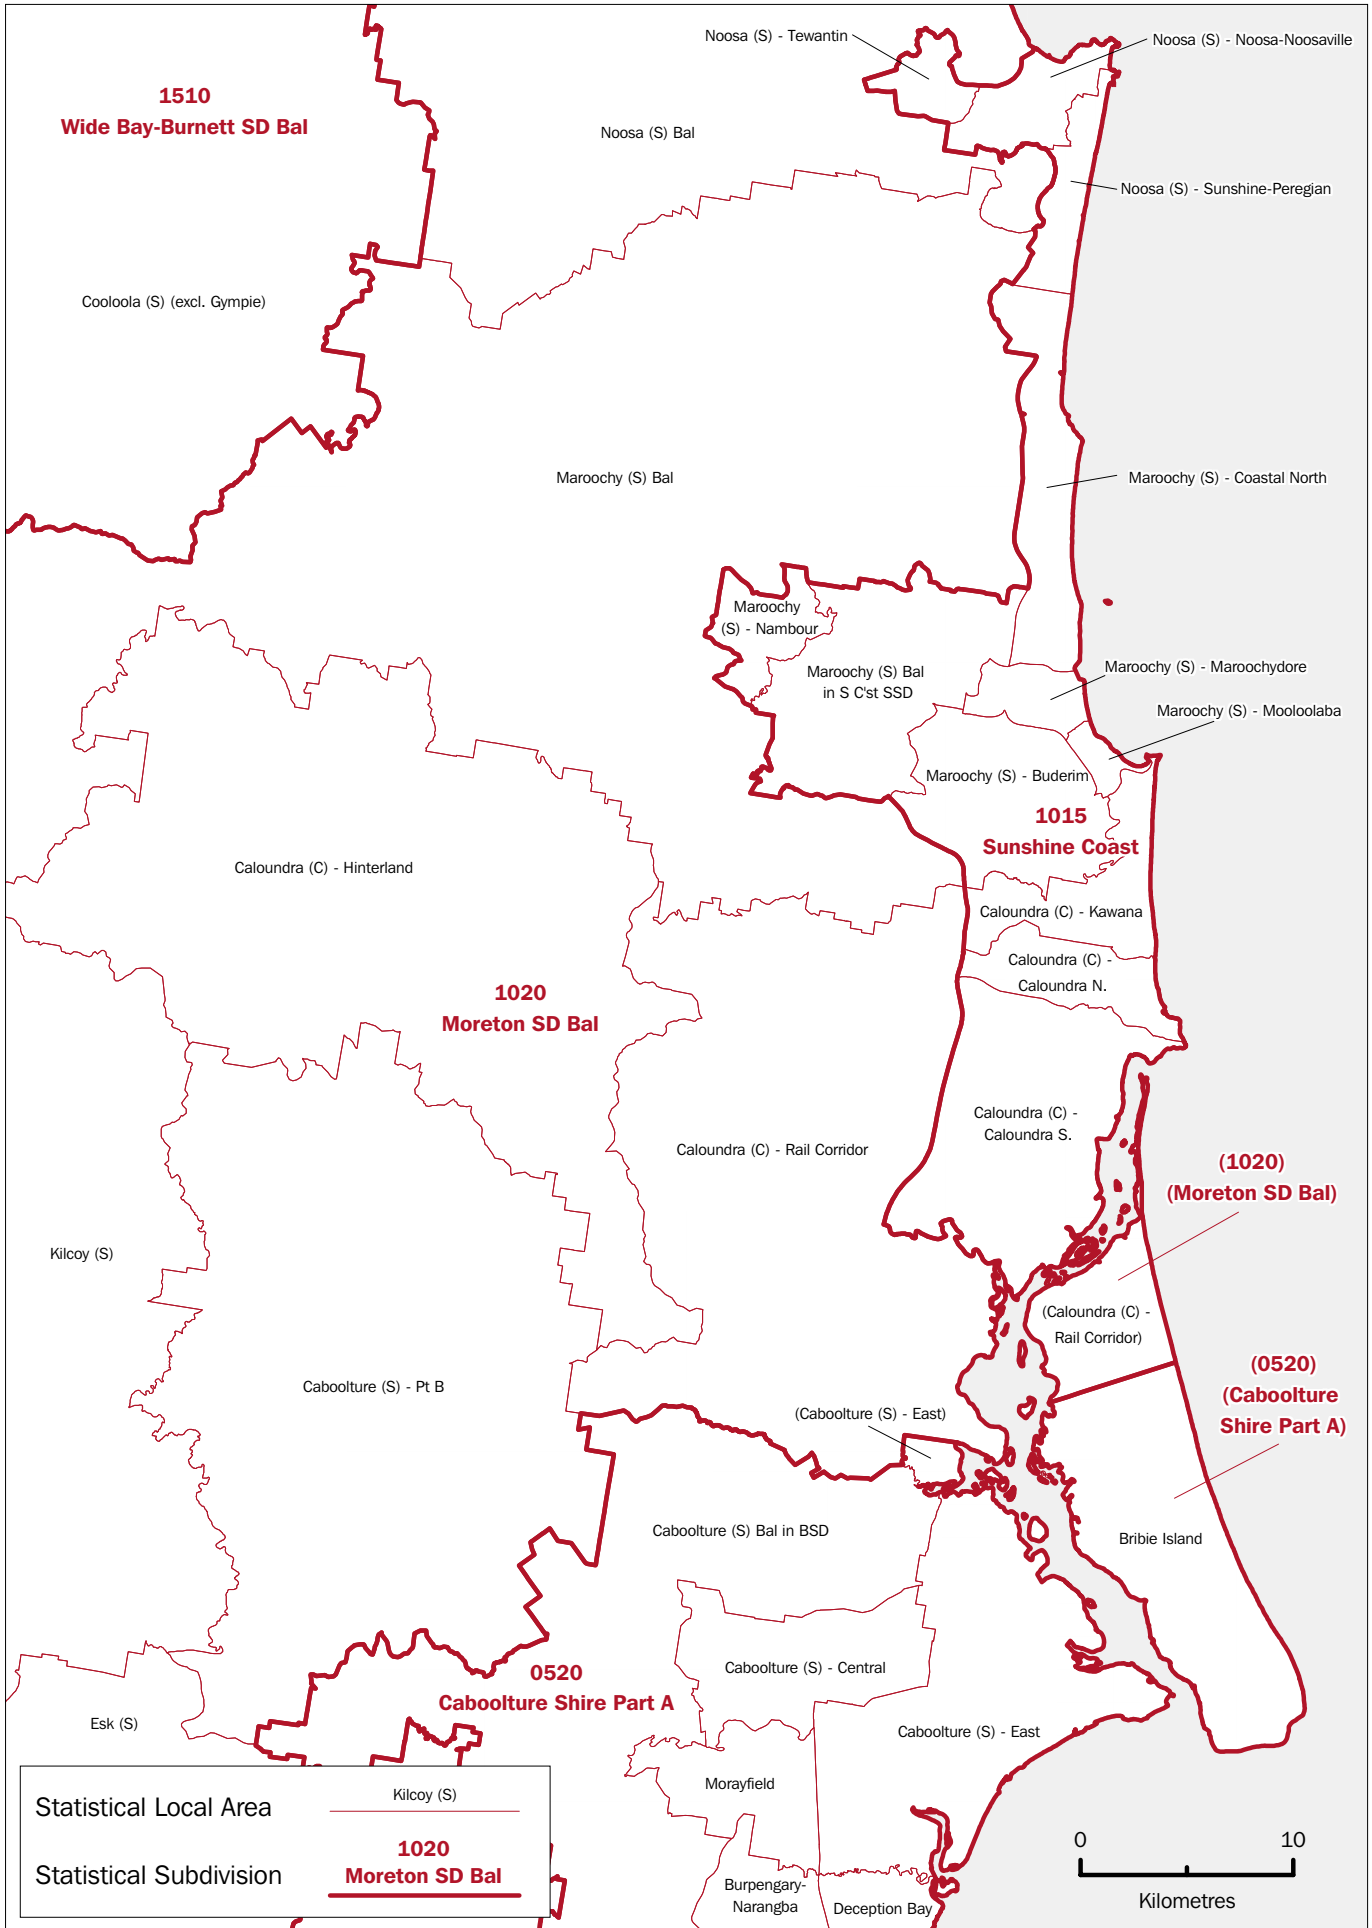 Noosa (S) - Tewantin
Noosa (S) - Noosa-Noosaville
1510
Wide Bay-Burnett SD Bal
Noosa (S) Bal
Noosa (S) - Sunshine-Peregian
Cooloola (S) (excl. Gympie)
Maroochy (S) Bal
Maroochy (S) - Coastal North
Maroochy
(S) - Nambour
Maroochy (S) Bal
in S C'st SSD
Maroochy (S) - Maroochydore
Maroochy (S) - Mooloolaba
Maroochy (S) - Buderim
1015
Sunshine Coast
Caloundra (C) - Hinterland
Caloundra (C) - Kawana
Caloundra (C) -
Caloundra N.
1020
Moreton SD Bal
Caloundra (C) -
Caloundra S.
Caloundra (C) - Rail Corridor
(1020)
(Moreton SD Bal)
Kilcoy (S)
(Caloundra (C) -
Rail Corridor)
(0520)
(Caboolture
Shire Part A)
Caboolture (S) - Pt B
(Caboolture (S) - East)
Caboolture (S) Bal in BSD
Bribie Island
0520
Caboolture Shire Part A
Caboolture (S) - Central
Esk (S)
Caboolture (S) - East
Morayfield
Burpengary-
Narangba
Deception Bay
Statistical Local Area
Kilcoy (S)
Statistical Subdivision
1020
Moreton SD Bal
0 10
Kilometres